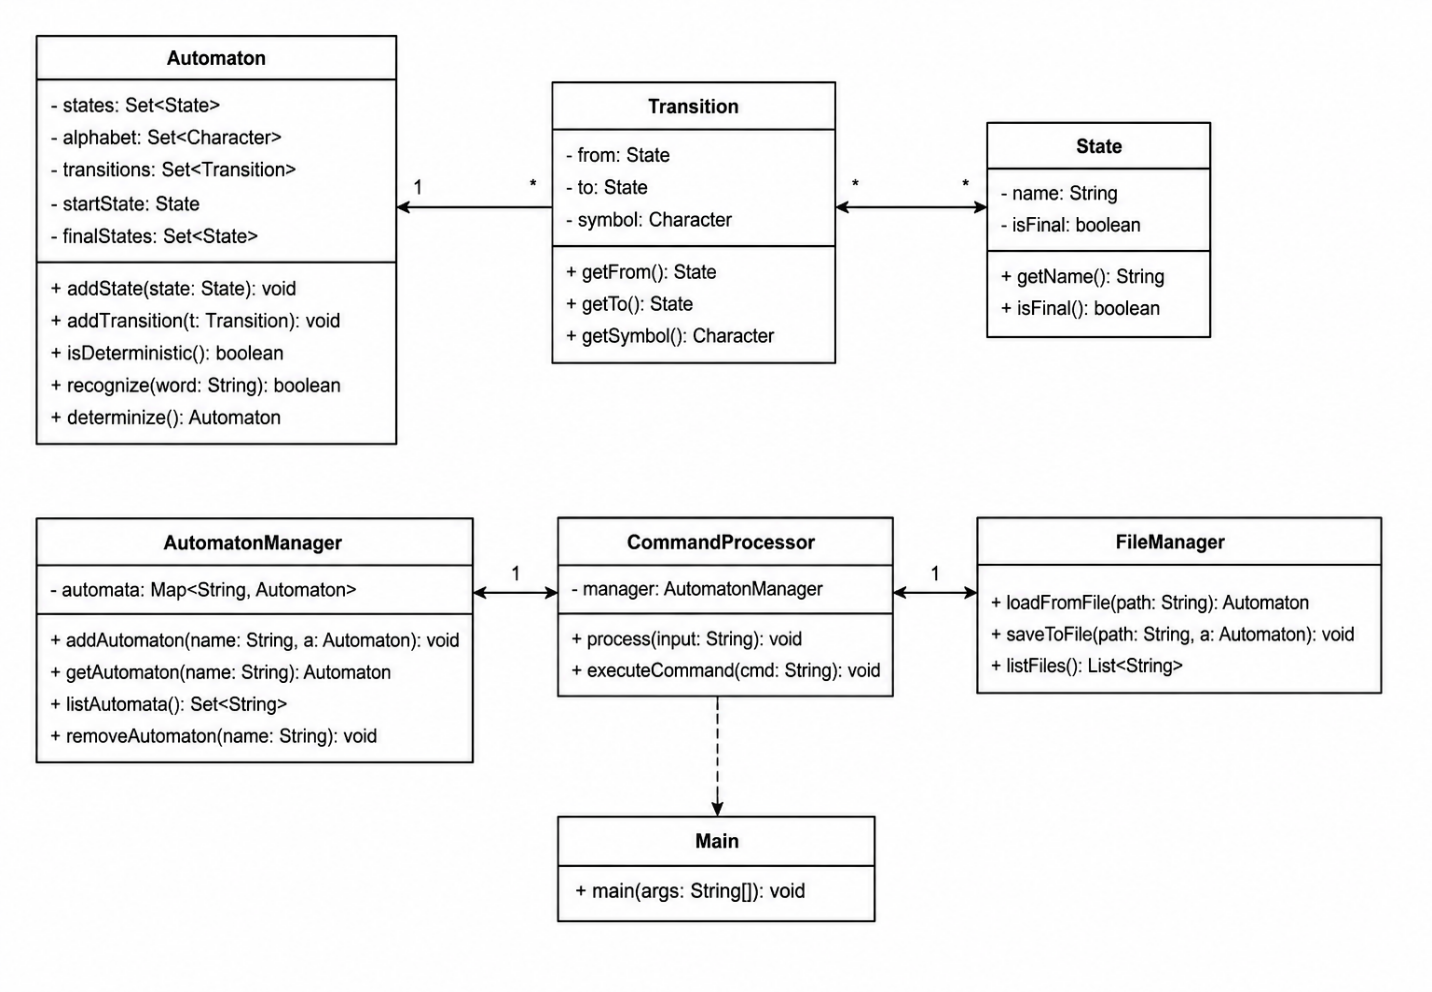 Automaton
- states: Set<State>
- alphabet: Set<Character>
- transitions: Set<Transition>
- startState: State
- finalStates: Set<State>
+ addState(state: State): void
+ addTransition(t: Transition): void
+ isDeterministic(): boolean
+ recognize(word: String): boolean
+ determinize(): Automaton
1
*
Transition
- from: State
- to: State
- symbol: Character
+ getFrom(): State
+ getTo(): State
+ getSymbol(): Character
*
*
State
- name: String
- isFinal: boolean
+ getName(): String
+ isFinal(): boolean
AutomatonManager
- automata: Map<String, Automaton>
+ addAutomaton(name: String, a: Automaton): void
+ getAutomaton(name: String): Automaton
+ listAutomata(): Set<String>
+ removeAutomaton(name: String): void
1
CommandProcessor
- manager: AutomatonManager
+ process(input: String): void
+ executeCommand(cmd: String): void
1
FileManager
+ loadFromFile(path: String): Automaton
+ saveToFile(path: String, a: Automaton): void
+ listFiles(): List<String>
Main
+ main(args: String[]): void